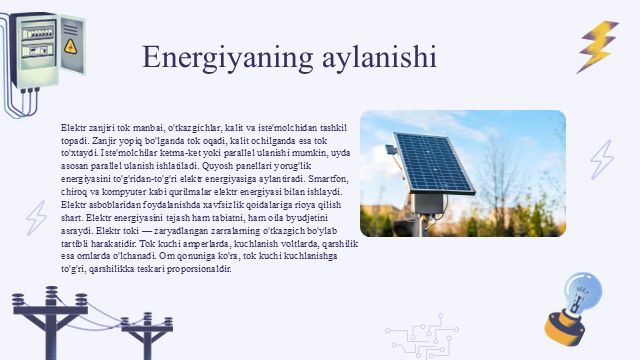 Energiyaning aylanishi
Elektr zanjiri tok manbai, o'tkazgichlar, kalit va iste'molchidan tashkil
topadi. Zanjir yopiq bo'lganda tok oqadi, kalit ochilganda esa tok
to'xtaydi. Iste'molchilar ketma-ket yoki parallel ulanishi mumkin, uyda
asosan parallel ulanish ishlatiladi. Quyosh panellari yorug'lik
energiyasini to'g'ridan-to'g'ri elektr energiyasiga aylantiradi. Smartfon,
chiroq va kompyuter kabi qurilmalar elektr energiyasi bilan ishlaydi.
Elektr asboblaridan foydalanishda xavfsizlik qoidalariga rioya qilish
shart. Elektr energiyasini tejash ham tabiatni, ham oila byudjetini
asraydi. Elektr toki — zaryadlangan zarralarning o'tkazgich bo'ylab
tartibli harakatidir. Tok kuchi amperlarda, kuchlanish voltlarda, qarshilik
esa omlarda o'lchanadi. Om qonuniga ko'ra, tok kuchi kuchlanishga
to'g'ri, qarshilikka teskari proporsionaldir.